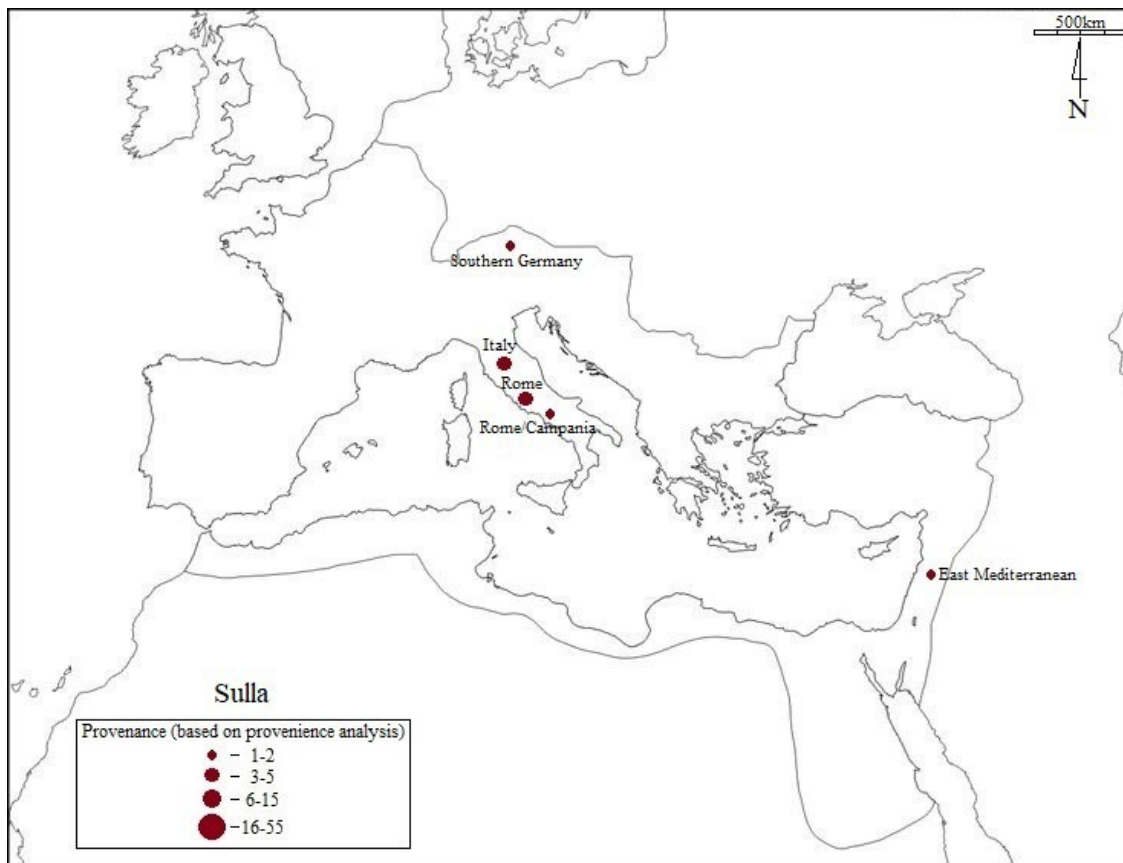 500km
N
Southern Germany
Italy
Rome
Rome/Campania
East Mediterranean
Sulla
Provenance (based on provenience analysis)
– 1-2
– 3-5
– 6-15
–16-55